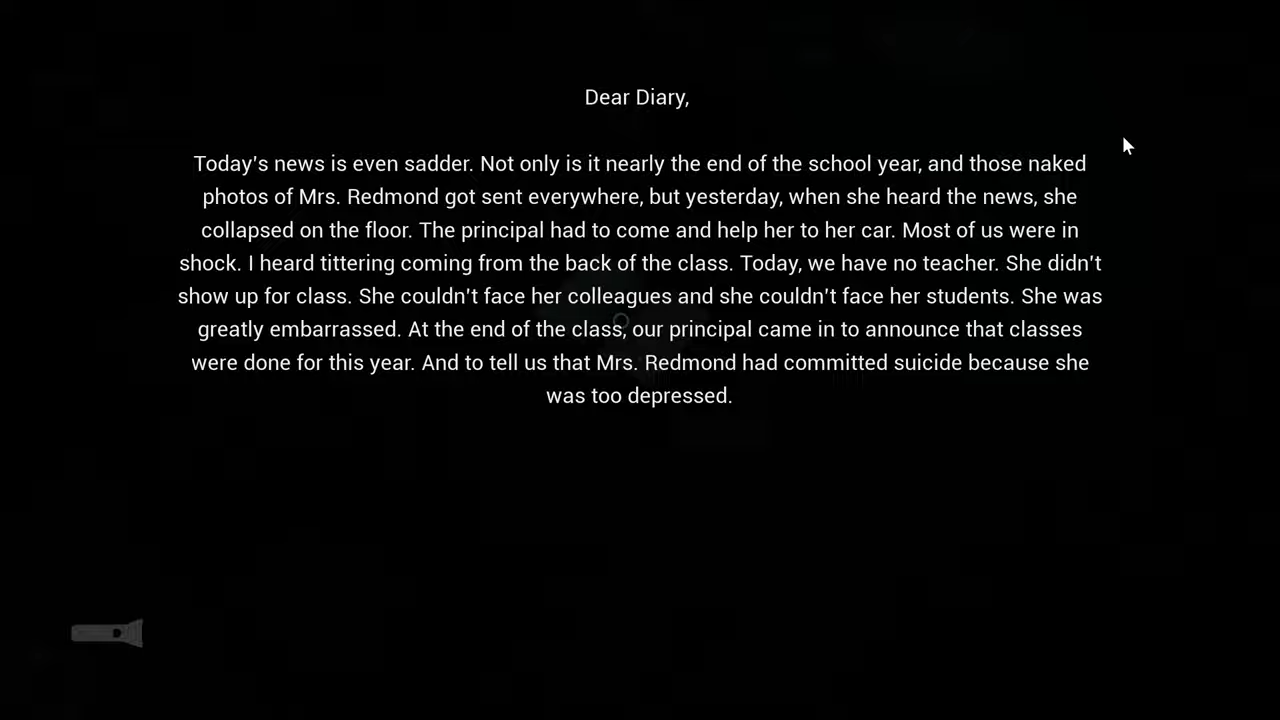 Dear Diary,
Today's news is even sadder. Not only is it nearly the end of the school year, and those naked
photos of Mrs. Redmond got sent everywhere, but yesterday, when she heard the news, she
collapsed on the floor. The principal had to come and help her to her car. Most of us were in
shock. I heard tittering coming from the back of the class. Today, we have no teacher. She didn't
show up for class. She couldn't face her colleagues and she couldn't face her students. She was
greatly embarrassed. At the end of the class, our principal came in to announce that classes
were done for this year. And to tell us that Mrs. Redmond had committed suicide because she
was too depressed.